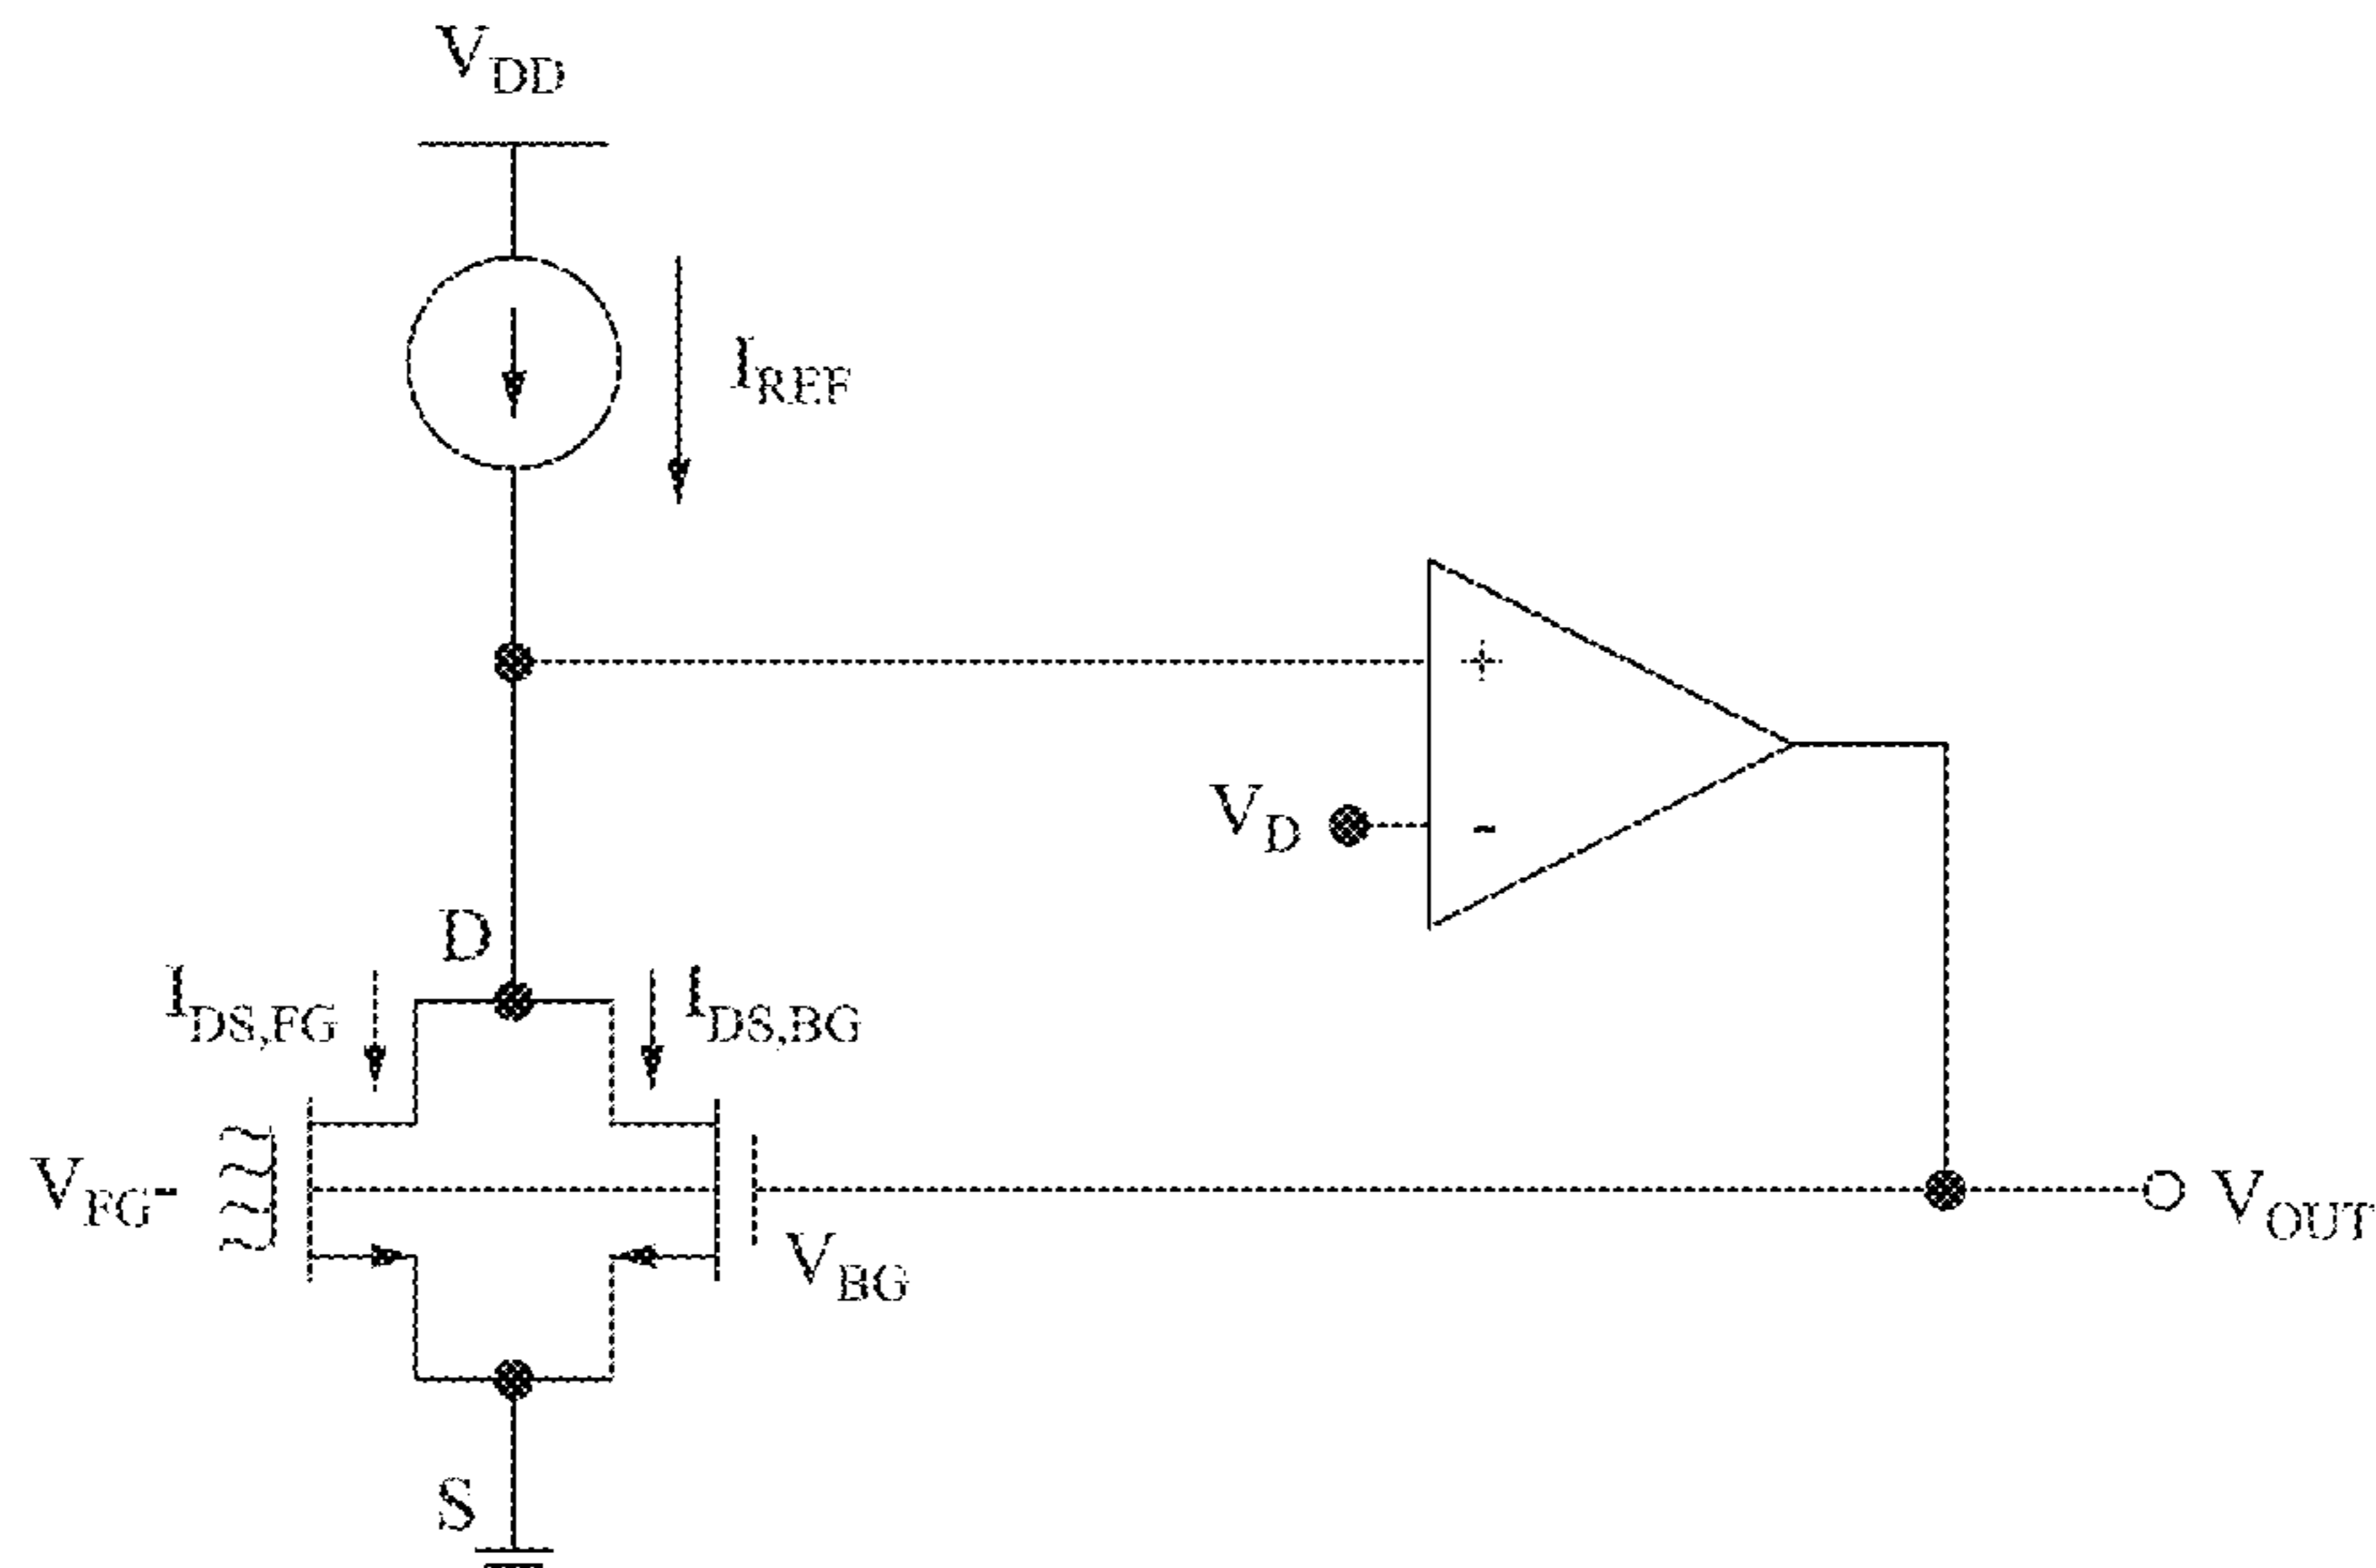 VDD
IREF
+
VD
-
D
IDS,FG
IDS,BG
VFG-
VBG
VOUT
S